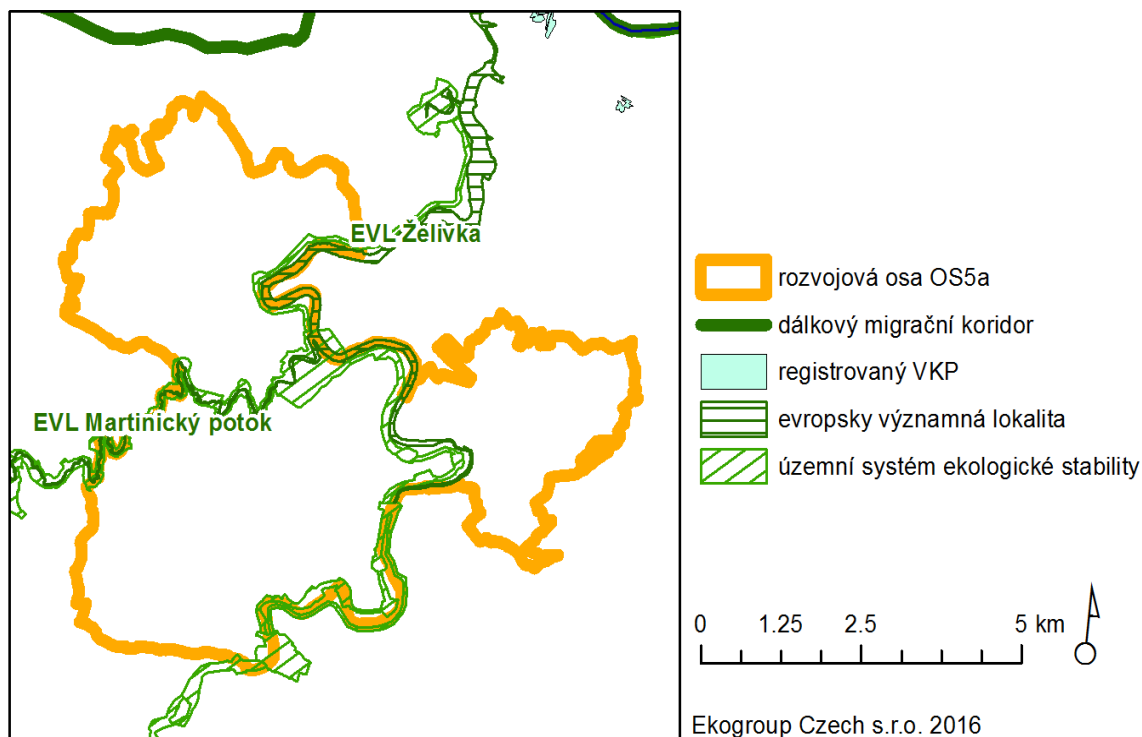 EVL Želivka
EVL Martinický potok
rozvojová osa OS5a
dálkový migrační koridor
registrovaný VKP
evropsky významná lokalita
územní systém ekologické stability
0 1.25 2.5 5 km
Ekogroup Czech s.r.o. 2016